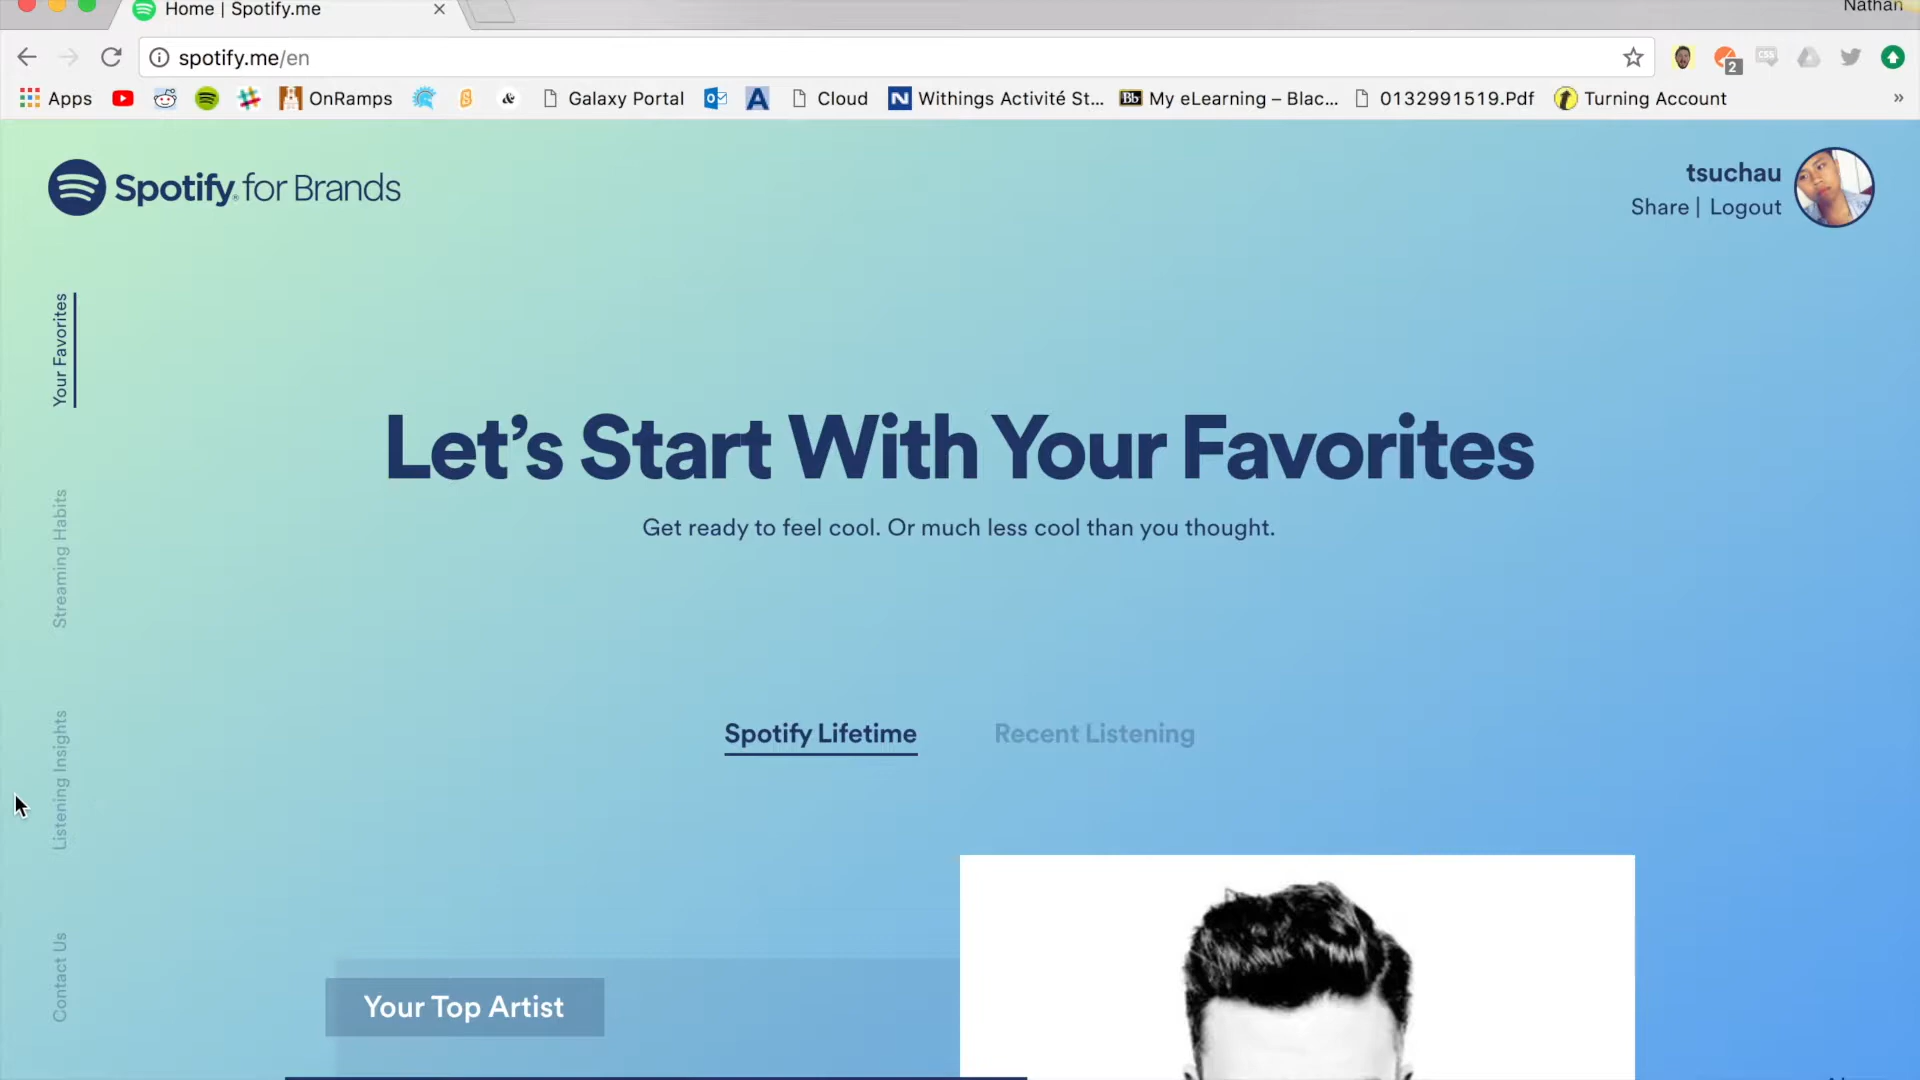 Home | Spotify.me
Nathan
spotify.me/en
2
CSS
Apps
OnRamps
&
Galaxy Portal
A
Cloud
N
Withings Activité St...
Bb
My eLearning – Blac...
0132991519.Pdf
Turning Account
»
Spotify for Brands
tsuchau
Share | Logout
Your Favorites
Streaming Habits
Listening Insights
Contact Us
Let’s Start With Your Favorites
Get ready to feel cool. Or much less cool than you thought.
Spotify Lifetime
Recent Listening
Your Top Artist